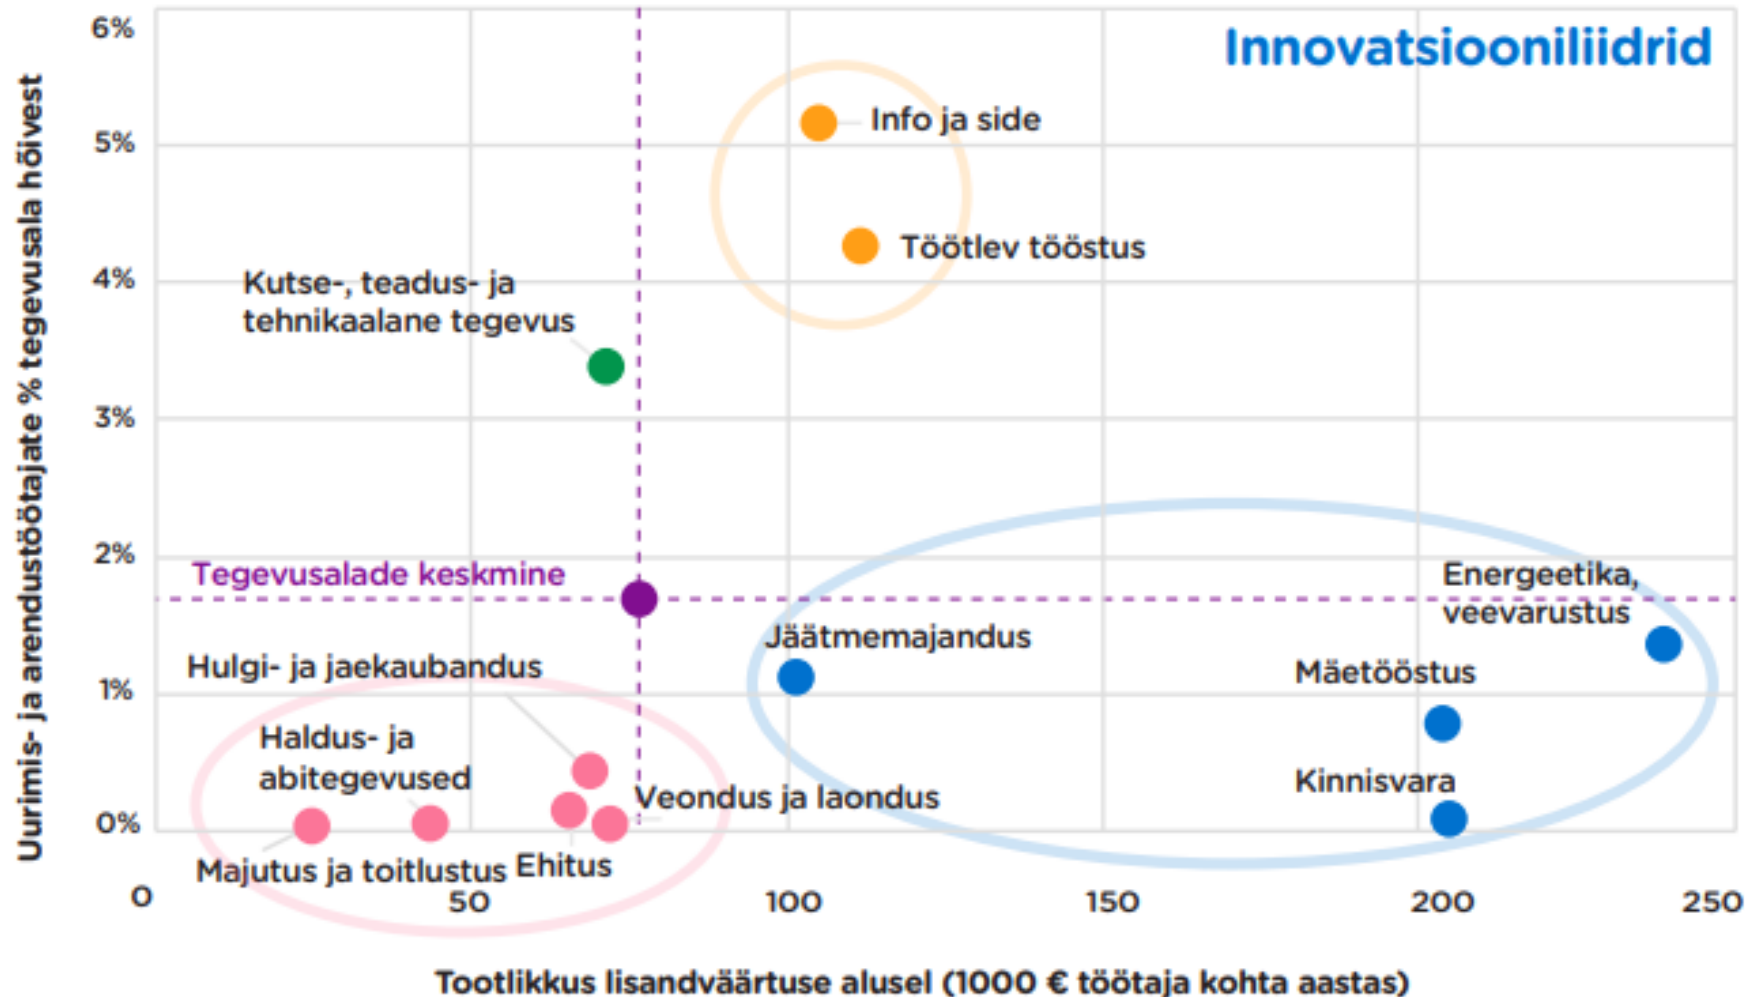 Innovatsiooniliidrid
Uurimis- ja arendustöötajate % tegevusala hõivest
6%
5%
4%
3%
2%
1%
0%
Info ja side
Töötlev tööstus
Kutse-, teadus- ja
tehnikaalane tegevus
Tegevusalade keskmine
Energeetika,
veevarustus
Jäätmemajandus
Mäetööstus
Kinnisvara
Hulgi- ja jaekaubandus
Haldus- ja
abitegevused
Veondus ja laondus
Majutus ja toitlustus
Ehitus
0
50
100
150
200
250
Tootlikkus lisandväärtuse alusel (1000 € töötaja kohta aastas)